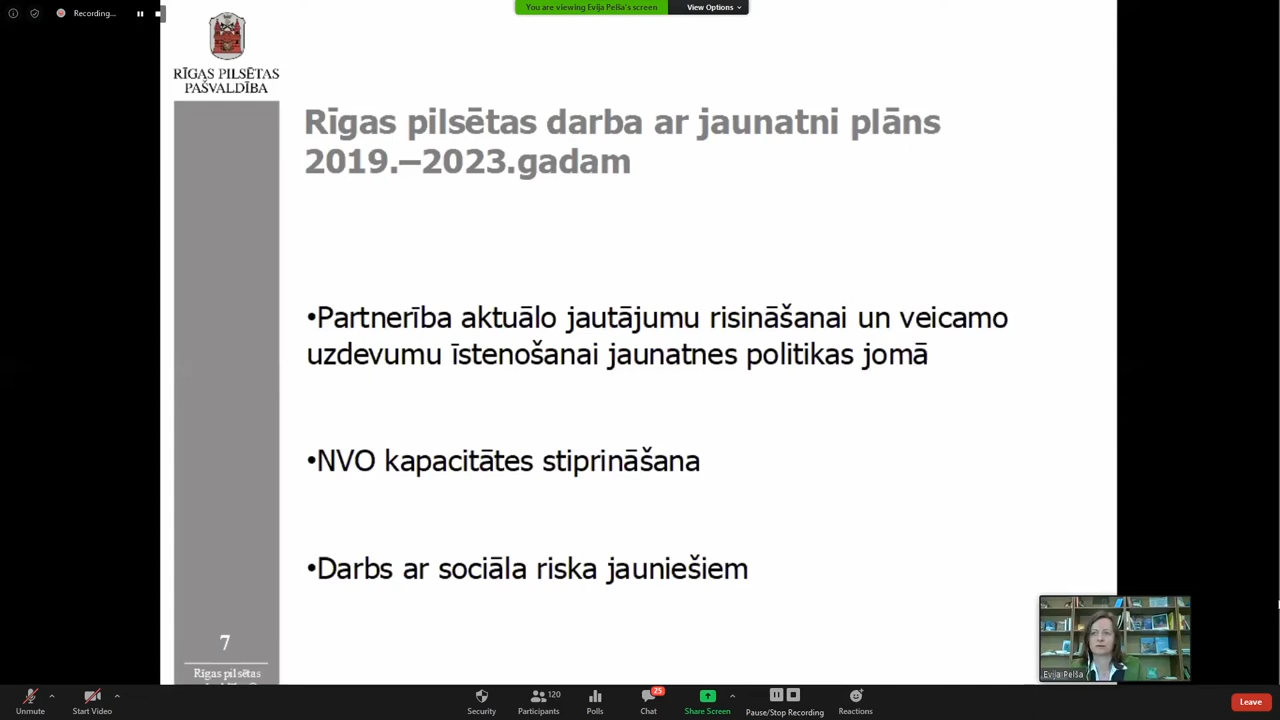 Recording...
You are viewing Evija Pelša's screen
View Options
RĪGAS PILSĒTAS
PAŠVALDĪBA
Rīgas pilsētas darba ar jaunatni plāns
2019.–2023.gadam
•Partnerība aktuālo jautājumu risināšanai un veicamo
uzdevumu īstenošanai jaunatnes politikas jomā
•NVO kapacitātes stiprināšana
•Darbs ar sociāla riska jauniešiem
7
Rīgas pilsētas
Evija Pelša
Unmute
Start Video
Security
Participants
120
Polls
Chat
25
Share Screen
Pause/Stop Recording
Reactions
Leave